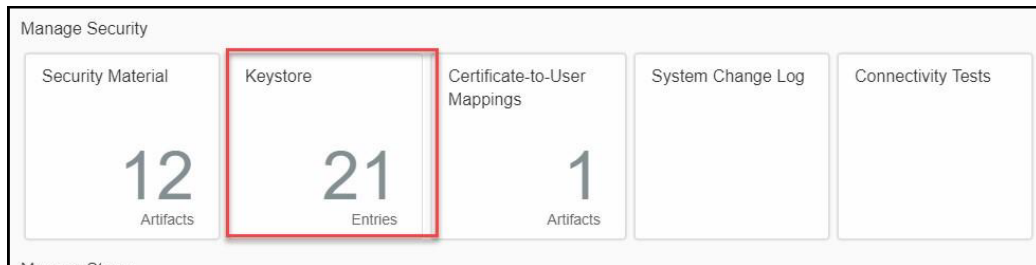 Manage Security
Security Material
Keystore
Certificate-to-User
Mappings
System Change Log
Connectivity Tests
12
21
1
Artifacts
Entries
Artifacts